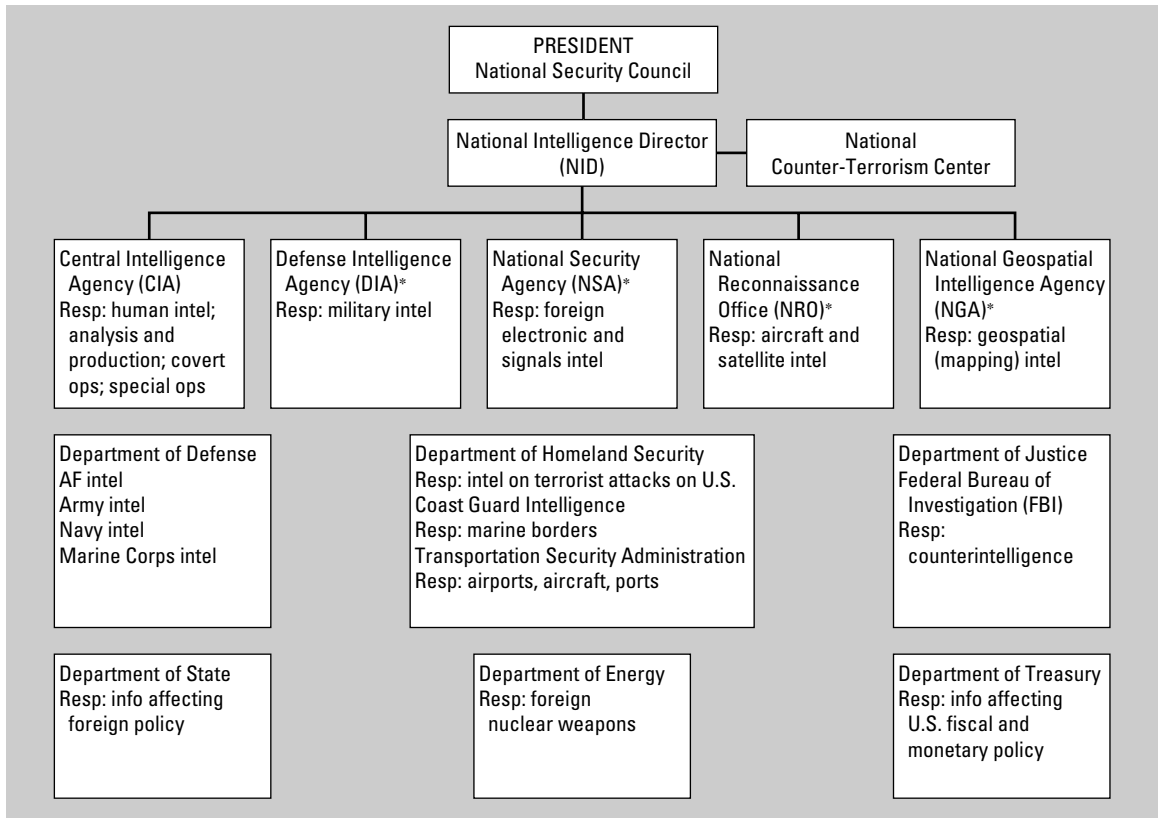 PRESIDENT
National Security Council
National Intelligence Director
(NID)
National
Counter-Terrorism Center
Central Intelligence
Agency (CIA)
Resp: human intel;
analysis and
production; covert
ops; special ops
Defense Intelligence
Agency (DIA)*
Resp: military intel
National Security
Agency (NSA)*
Resp: foreign
electronic and
signals intel
National
Reconnaissance
Office (NRO)*
Resp: aircraft and
satellite intel
National Geospatial
Intelligence Agency
(NGA)*
Resp: geospatial
(mapping) intel
Department of Defense
AF intel
Army intel
Navy intel
Marine Corps intel
Department of Homeland Security
Resp: intel on terrorist attacks on U.S.
Coast Guard Intelligence
Resp: marine borders
Transportation Security Administration
Resp: airports, aircraft, ports
Department of Justice
Federal Bureau of
Investigation (FBI)
Resp:
counterintelligence
Department of State
Resp: info affecting
foreign policy
Department of Energy
Resp: foreign
nuclear weapons
Department of Treasury
Resp: info affecting
U.S. fiscal and
monetary policy